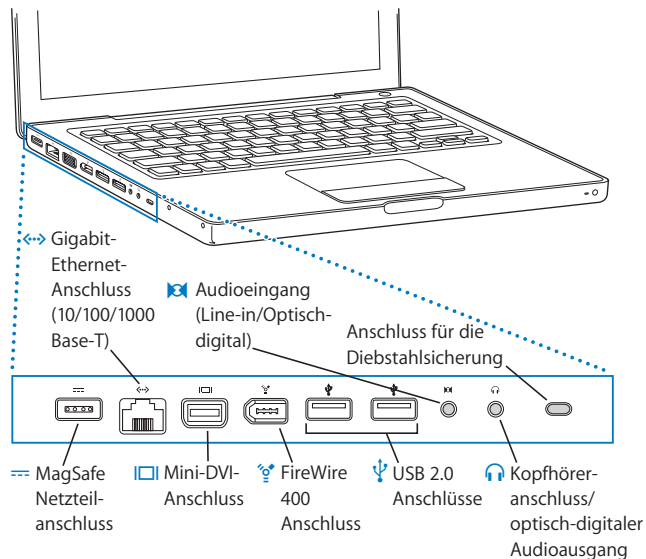 Gigabit-
Ethernet-
Anschluss
(10/100/1000
Base-T)
Audioeingang
(Line-in/Optisch-
digital)
Anschluss für die
Diebstahlsicherung
MagSafe
Netzteil-
anschluss
Mini-DVI-
Anschluss
FireWire
400
Anschluss
USB 2.0
Anschlüsse
Kopfhörer-
anschluss/
optisch-digitaler
Audioausgang